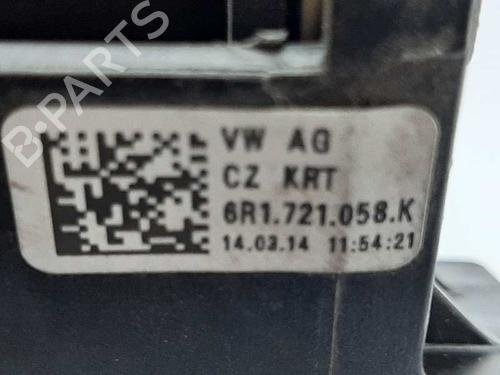 B-PARTS
VW AG
CZ KRT
6R1.721.058.K
14.03.14 11:54:21